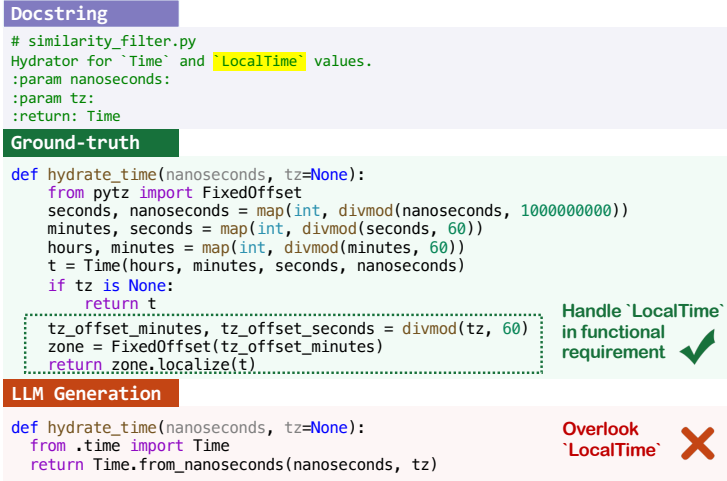 Docstring
# similarity_filter.py
Hydrator for `Time` and `LocalTime` values.
:param nanoseconds:
:param tz:
:return: Time
Ground-truth
def hydrate_time(nanoseconds, tz=None):
    from pytz import FixedOffset
    seconds, nanoseconds = map(int, divmod(nanoseconds, 1000000000))
    minutes, seconds = map(int, divmod(seconds, 60))
    hours, minutes = map(int, divmod(minutes, 60))
    t = Time(hours, minutes, seconds, nanoseconds)
    if tz is None:
        return t
    tz_offset_minutes, tz_offset_seconds = divmod(tz, 60)
    zone = FixedOffset(tz_offset_minutes)
    return zone.localize(t)
Handle `LocalTime`
in functional
requirement
LLM Generation
def hydrate_time(nanoseconds, tz=None):
  from .time import Time
  return Time.from_nanoseconds(nanoseconds, tz)
Overlook
`LocalTime`